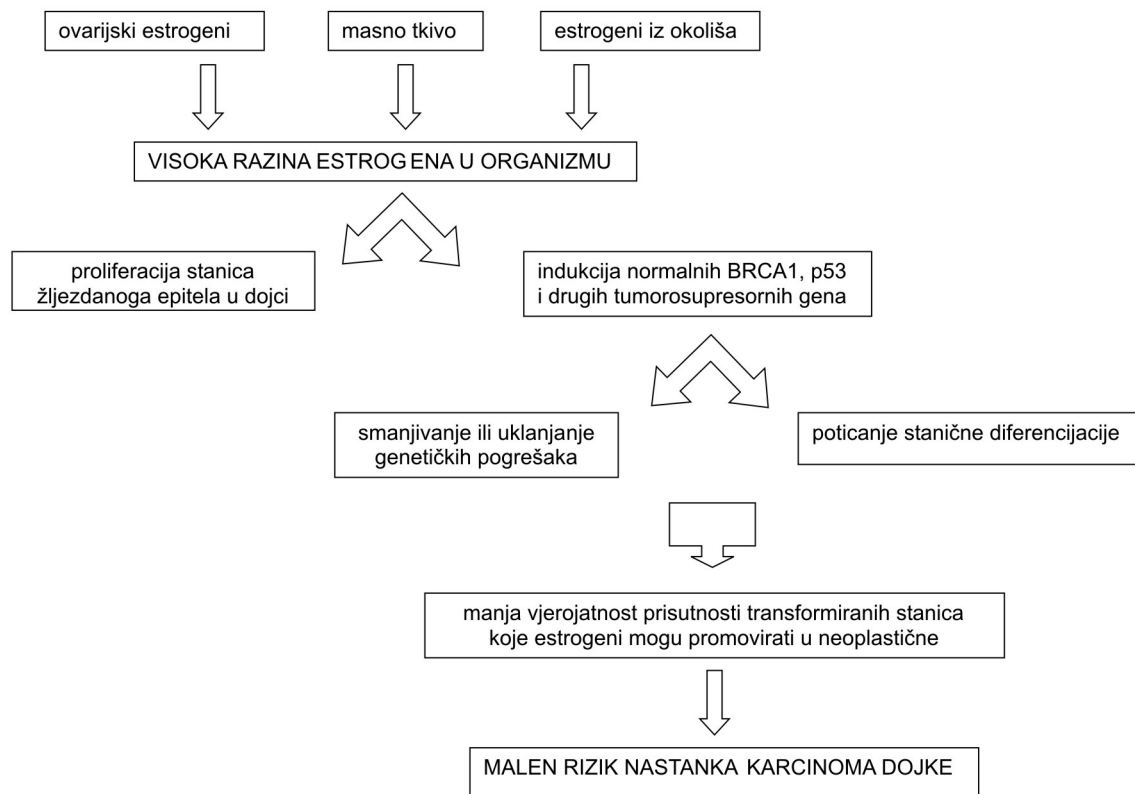 ovarijski estrogeni
masno tkivo
estrogeni iz okoliša
VISOKA RAZINA ESTROGENA U ORGANIZMU
proliferacija stanica
žljezdanoga epitela u dojci
indukcija normalnih BRCA1, p53
i drugih tumorosupresornih gena
smanjivanje ili uklanjanje
genetičkih pogrešaka
poticanje stanične diferencijacije
manja vjerojatnost prisutnosti transformiranih stanica
koje estrogeni mogu promovirati u neoplastične
MALEN RIZIK NASTANKA KARCINOMA DOJKE